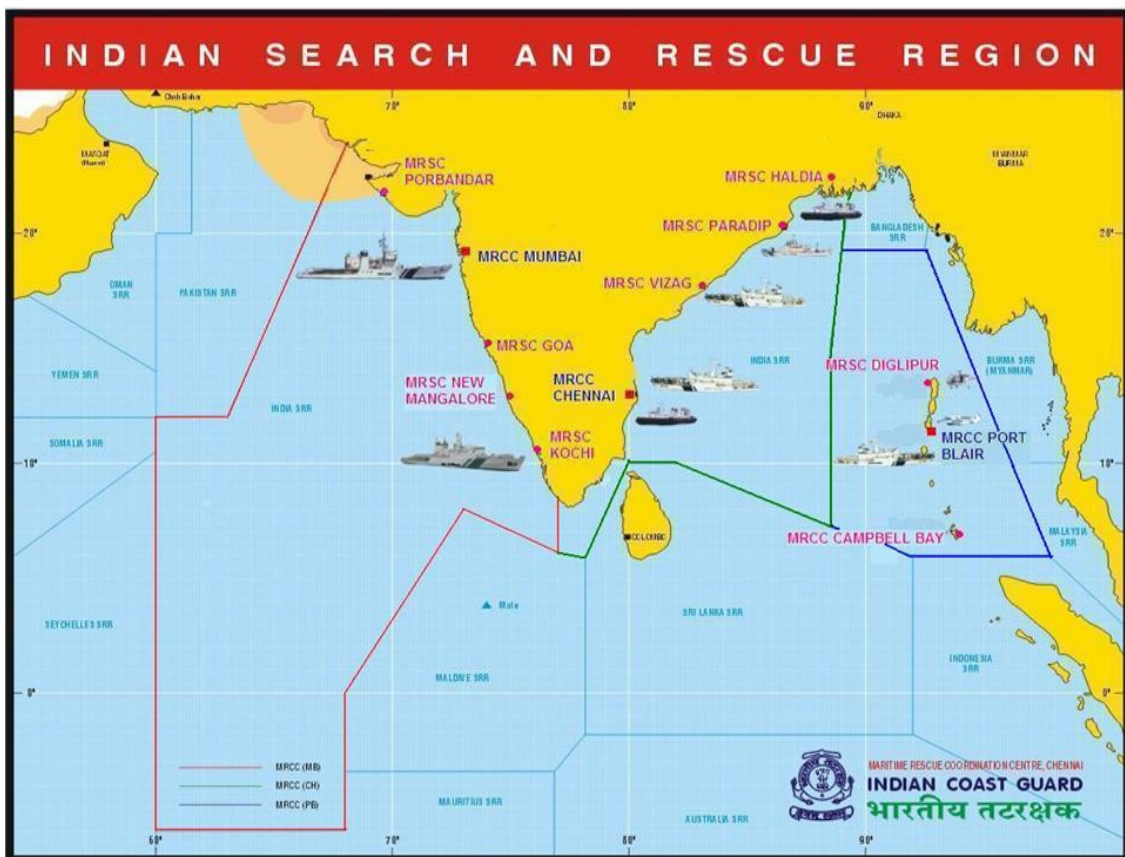 INDIAN SEARCH AND RESCUE REGION
Chah Bahar
70°
80°
90°
DHAKA
MYANMAR
BURMA
MRSC
PORBANDAR
MRSC HALDIA
MRSC PARADIP
BANGLADESH
SRR
20°
20°
MRCC MUMBAI
OMAN
SRR
PAKISTAN SRR
MRSC VIZAG
MRSC GOA
INDIA SRR
MRSC DIGLIPUR
BURMA SRR
(MYANMAR)
YEMEN SRR
MRSC NEW
MANGALORE
MRCC
CHENNAI
INDIA SRR
SOMALIA SRR
MRSC
KOCHI
MRCC PORT
BLAIR
10°
10°
COLOMBO
MRCC CAMPBELL BAY
MALAYSIA
SRR
Male
SRI LANKA SRR
SEYCHELLES SRR
MALDIVE SRR
INDONESIA
SRR
0°
0°
MRCC (MB)
MRCC (CH)
MRCC (PB)
MARITIME RESCUE COORDINATION CENTRE, CHENNAI
INDIAN COAST GUARD
भारतीय तटरक्षक
MAURITIUS SRR
AUSTRALIA SRR
60°
70°
80°
90°